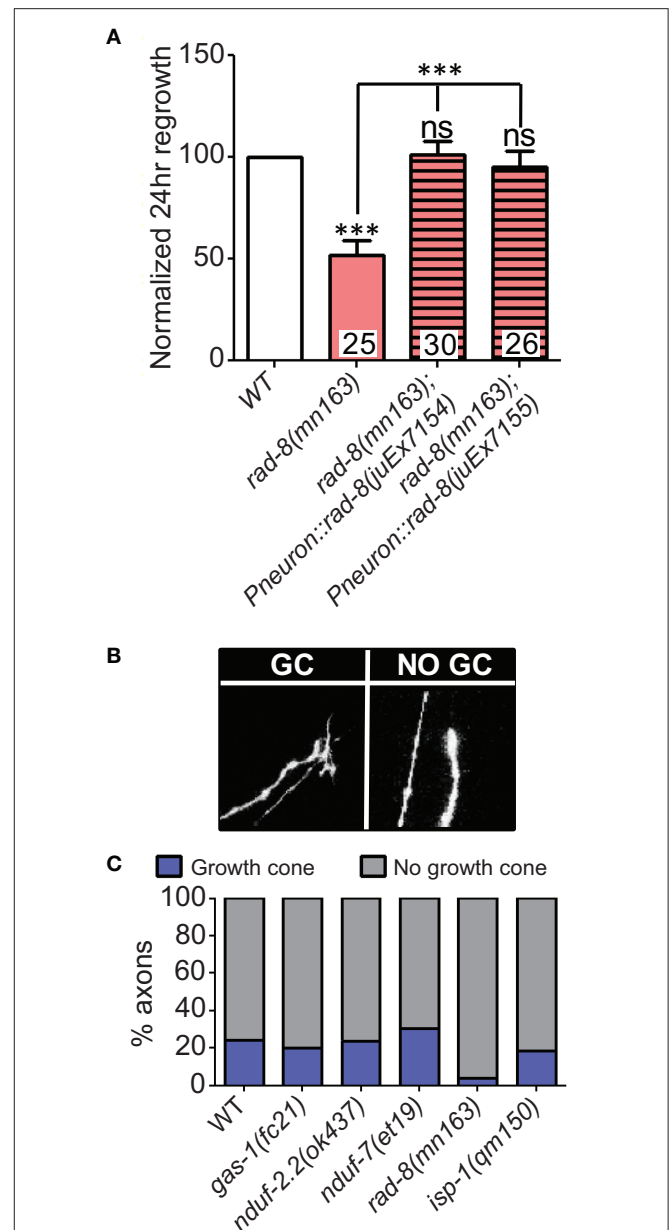 A
Normalized 24hr regrowth
150
100
50
0
***
***
ns
ns
25
30
26
WT
rad-8(mn163)
rad-8(mn163);
Pneuron::rad-8(juEx7154)
rad-8(mn163);
Pneuron::rad-8(juEx7155)
B
GC
NO GC
C
Growth cone
No growth cone
% axons
100
80
60
40
20
0
WT
gas-1(fc21)
nduf-2.2(ok437)
nduf-7(et19)
rad-8(mn163)
isp-1(qm150)